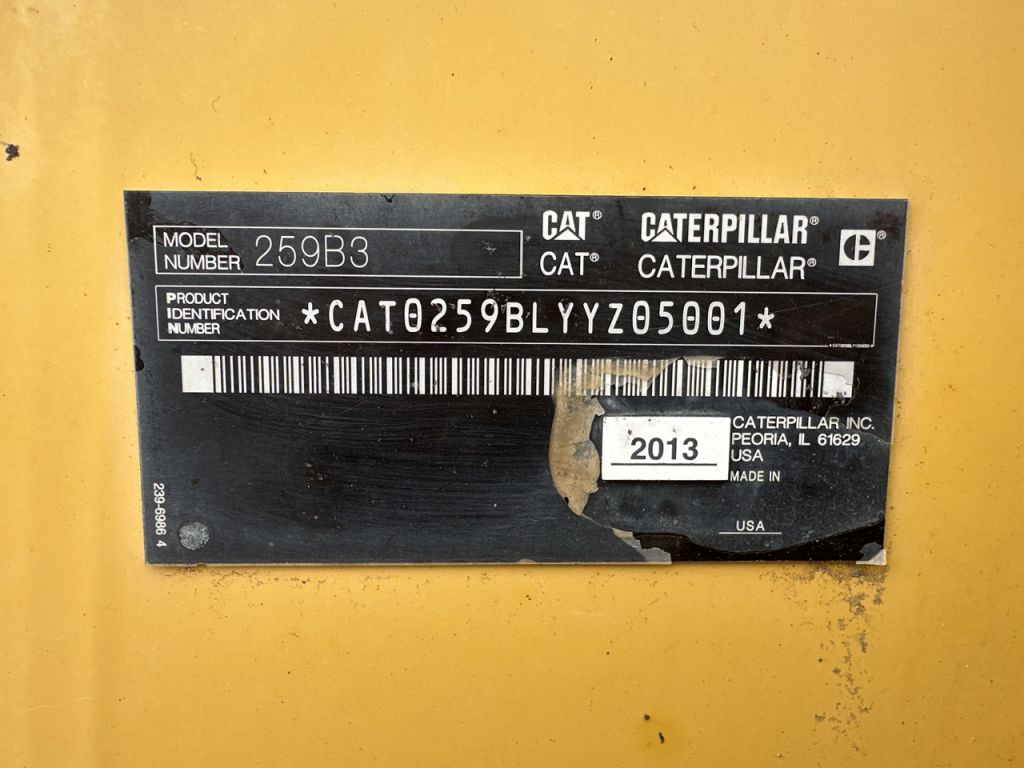 MODEL NUMBER 259B3
CAT® CATERPILLAR®
CAT® CATERPILLAR® ®
PRODUCT
IDENTIFICATION
NUMBER
*CAT0259BLYYZ05001*
*CAT0259BLYYZ05001*
2013
CATERPILLAR INC.
PEORIA, IL 61629
USA
MADE IN
USA
239-6986 4